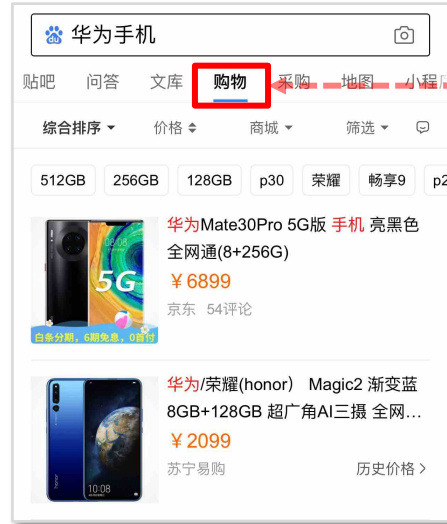 华为手机
贴吧 问答 文库 购物 采购 地图 小程
综合排序 价格 商城 筛选
512GB 256GB 128GB p30 荣耀 畅享9 p2
华为Mate30Pro 5G版 手机 亮黑色
全网通(8+256G)
￥6899
京东 54评论
08:08
5G
白条分期，6期免息，0首付
华为/荣耀(honor） Magic2 渐变蓝
8GB+128GB 超广角AI三摄 全网…
￥2099
苏宁易购 历史价格
honor
10:08